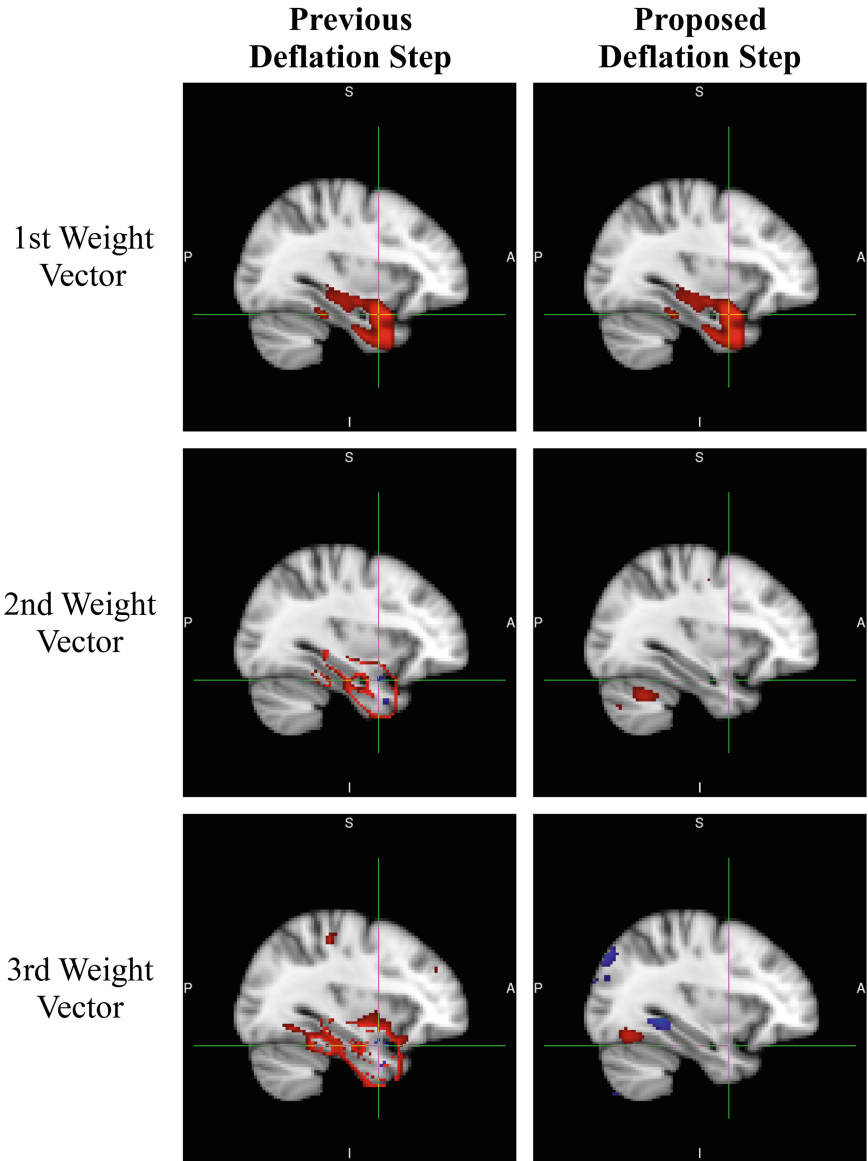 Previous
Deflation Step
Proposed
Deflation Step
1st Weight
Vector
S
P
A
I
S
P
A
I
2nd Weight
Vector
S
P
A
I
S
P
A
I
3rd Weight
Vector
S
P
A
I
S
P
A
I